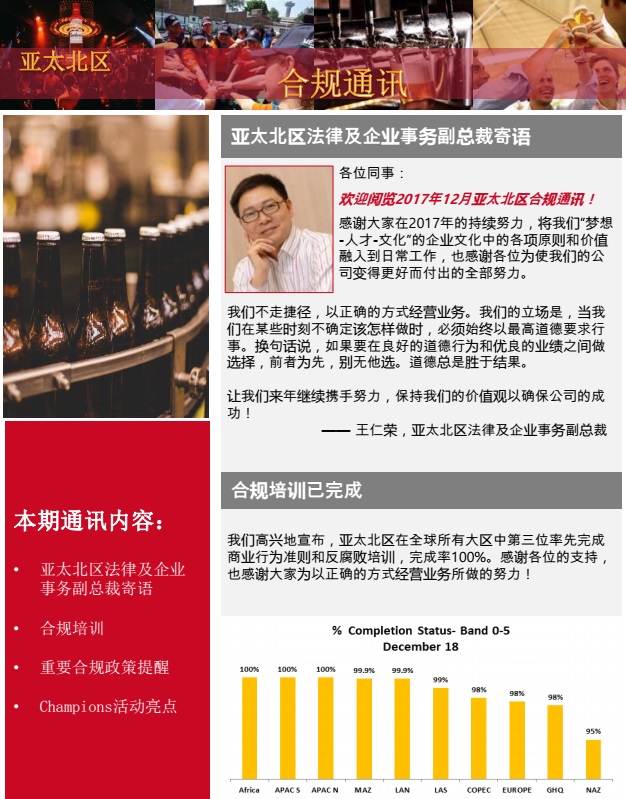 亚太北区
合规通讯
亚太北区法律及企业事务副总裁寄语
各位同事：
欢迎阅览2017年12月亚太北区合规通讯！
感谢大家在2017年的持续努力，将我们“梦想
-人才-文化”的企业文化中的各项原则和价值
融入到日常工作，也感谢各位为使我们的公
司变得更好而付出的全部努力。
我们不走捷径，以正确的方式经营业务。我们的立场是，当我
们在某些时刻不确定该怎样做时，必须始终以最高道德要求行
事。换句话说，如果要在良好的道德行为和优良的业绩之间做
选择，前者为先，别无他选。道德总是胜于结果。
让我们来年继续携手努力，保持我们的价值观以确保公司的成
功！
—— 王仁荣，亚太北区法律及企业事务副总裁
本期通讯内容：
• 亚太北区法律及企业
事务副总裁寄语
• 合规培训
• 重要合规政策提醒
• Champions活动亮点
合规培训已完成
我们高兴地宣布，亚太北区在全球所有大区中第三位率先完成
商业行为准则和反腐败培训，完成率100%。感谢各位的支持，
也感谢大家为以正确的方式经营业务所做的努力！
% Completion Status- Band 0-5
December 18
100% 100% 100% 99.9% 99.9% 99% 98% 98% 98% 95%
Africa APAC S APAC N MAZ LAN LAS COPEC EUROPE GHQ NAZ